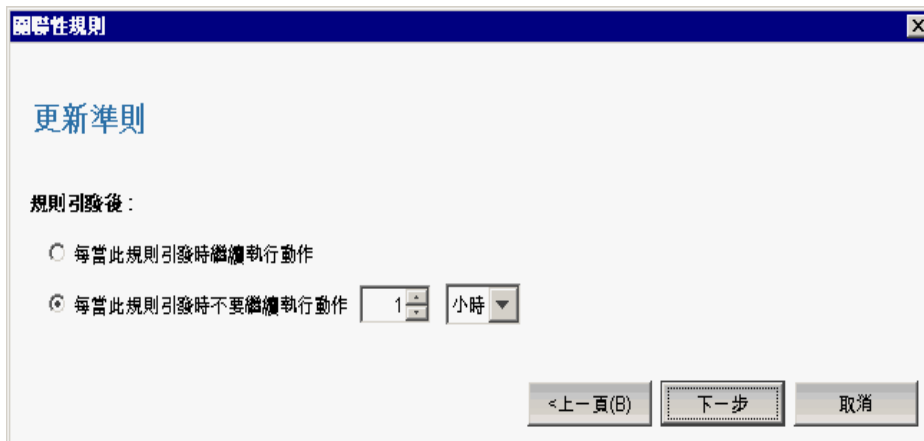 關聯性規則
更新準則
規則引發後：
每當此規則引發時繼續執行動作
每當此規則引發時不要繼續執行動作 1 小時
<上一頁(B) 下一步 取消